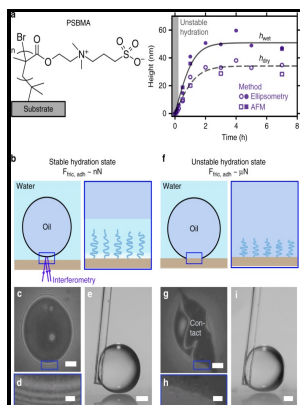 a
PSBMA
Br
n
O
O
N+
S
O
O
O-
Substrate
Unstable
hydration
Height (nm)
60
40
20
0
hwet
hdry
Method
Ellipsometry
AFM
0 2 4 6 8
Time (h)
b
Stable hydration state
Ffric, adh ~ nN
Water
Oil
Interferometry
f
Unstable hydration state
Ffric, adh ~ μN
Water
Oil
c
e
g
Con-
tact
i
d
h